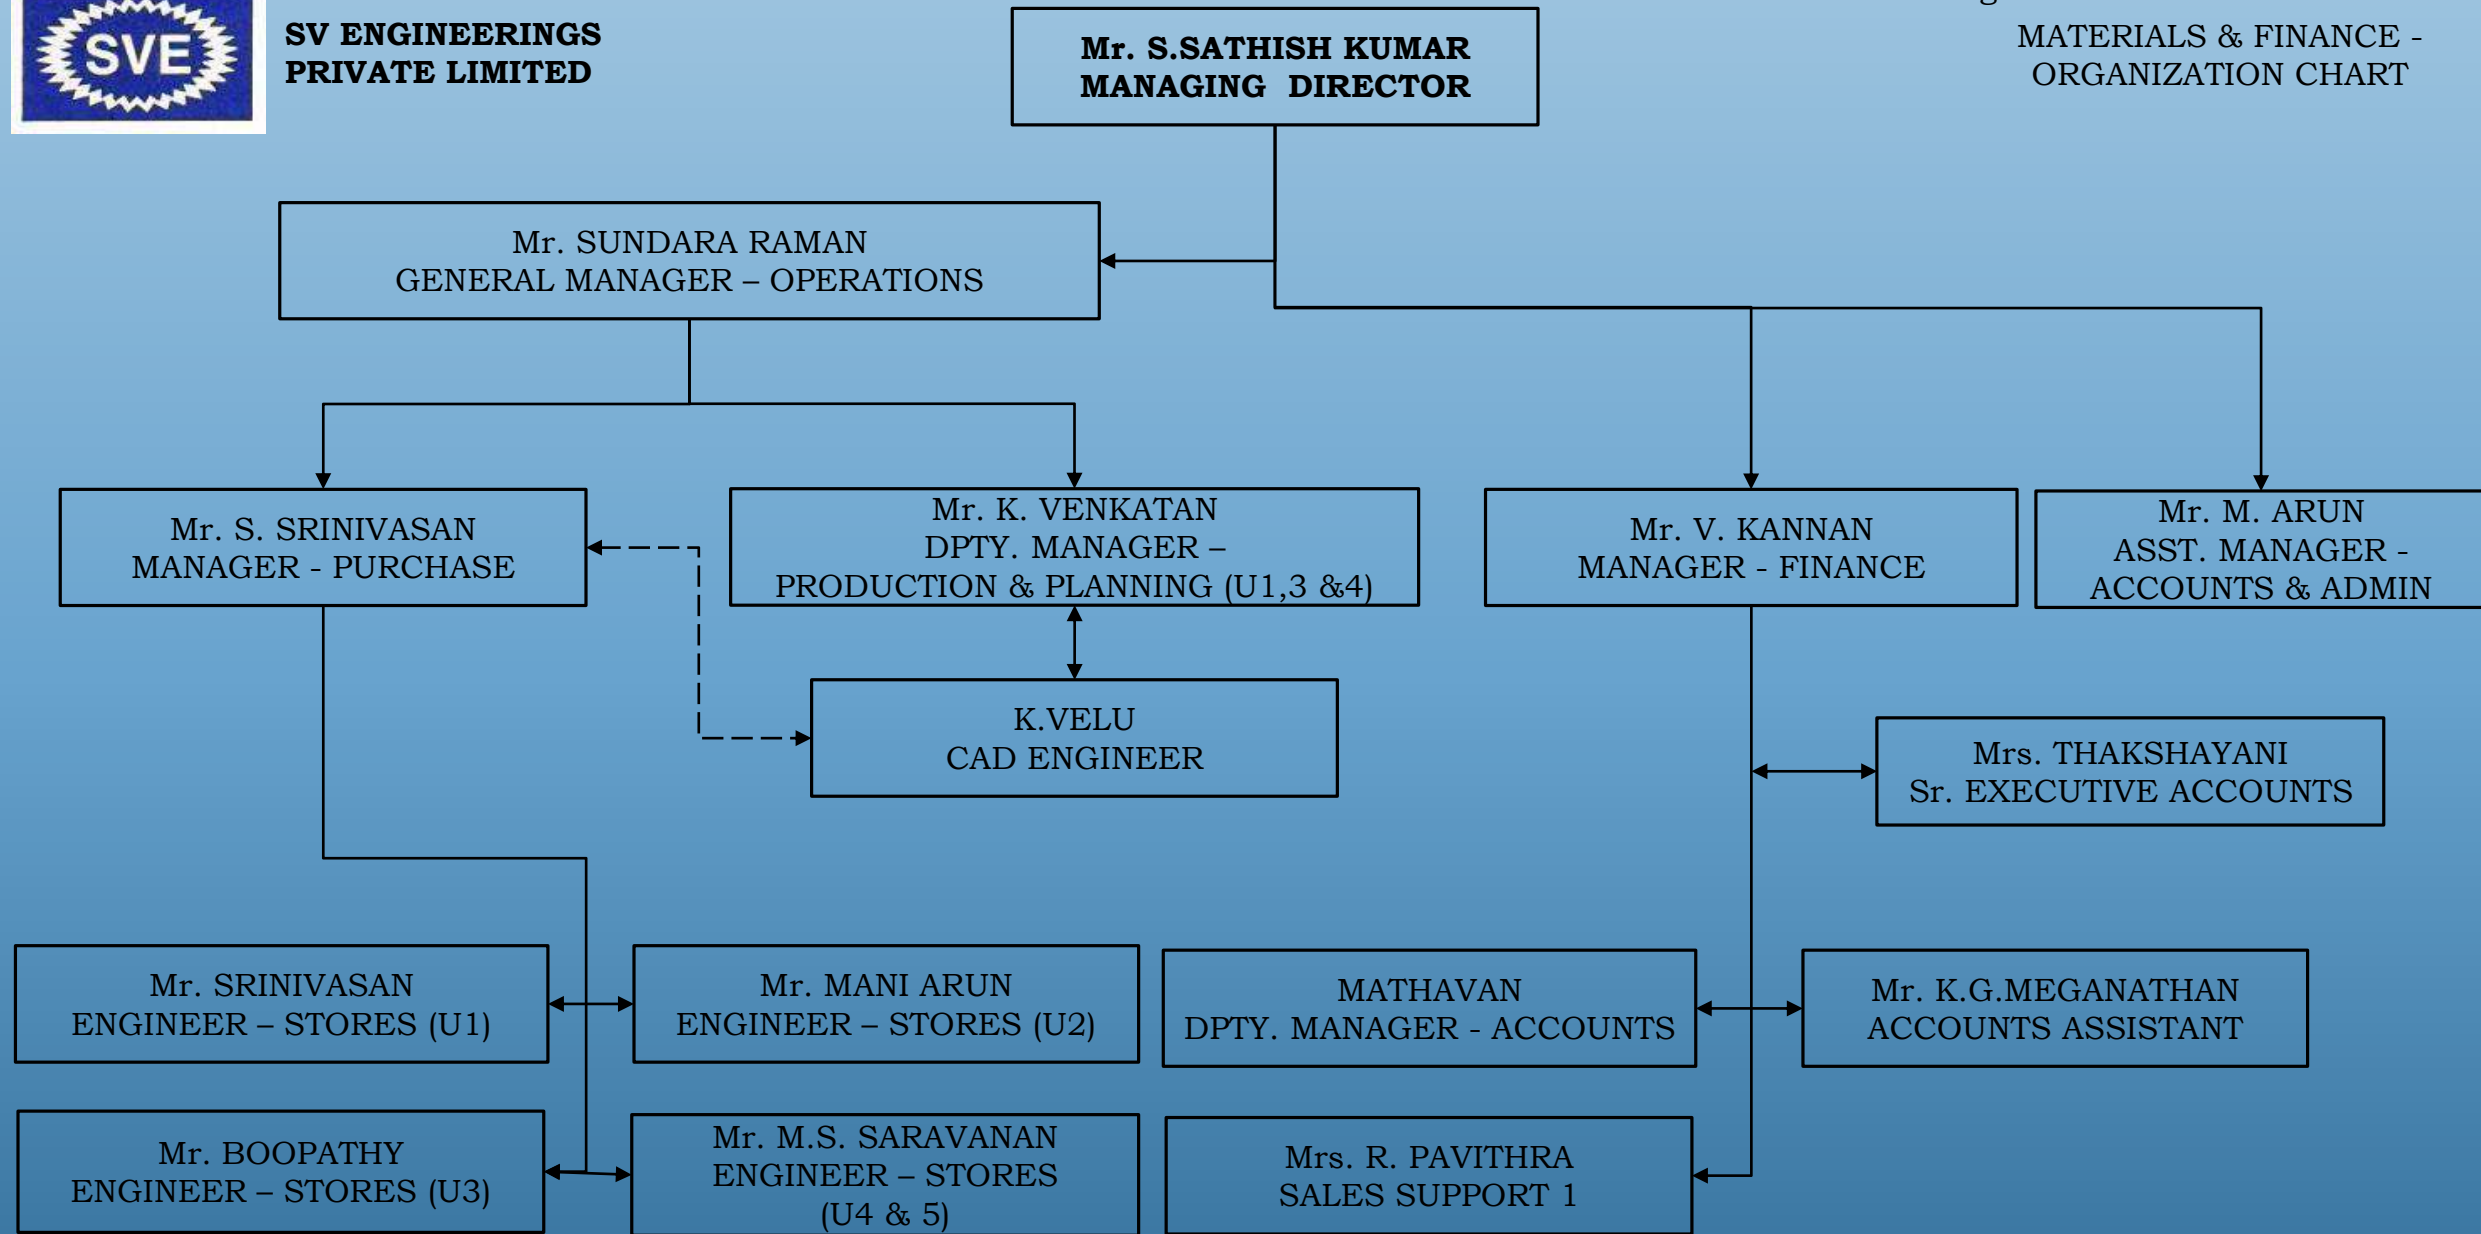 SVE
SV ENGINEERINGS
PRIVATE LIMITED
Mr. S.SATHISH KUMAR
MANAGING DIRECTOR
MATERIALS & FINANCE -
ORGANIZATION CHART
Mr. SUNDARA RAMAN
GENERAL MANAGER – OPERATIONS
Mr. S. SRINIVASAN
MANAGER - PURCHASE
Mr. K. VENKATAN
DPTY. MANAGER –
PRODUCTION & PLANNING (U1,3 &4)
Mr. V. KANNAN
MANAGER - FINANCE
Mr. M. ARUN
ASST. MANAGER -
ACCOUNTS & ADMIN
K.VELU
CAD ENGINEER
Mrs. THAKSHAYANI
Sr. EXECUTIVE ACCOUNTS
Mr. SRINIVASAN
ENGINEER – STORES (U1)
Mr. MANI ARUN
ENGINEER – STORES (U2)
MATHAVAN
DPTY. MANAGER - ACCOUNTS
Mr. K.G.MEGANATHAN
ACCOUNTS ASSISTANT
Mr. BOOPATHY
ENGINEER – STORES (U3)
Mr. M.S. SARAVANAN
ENGINEER – STORES
(U4 & 5)
Mrs. R. PAVITHRA
SALES SUPPORT 1